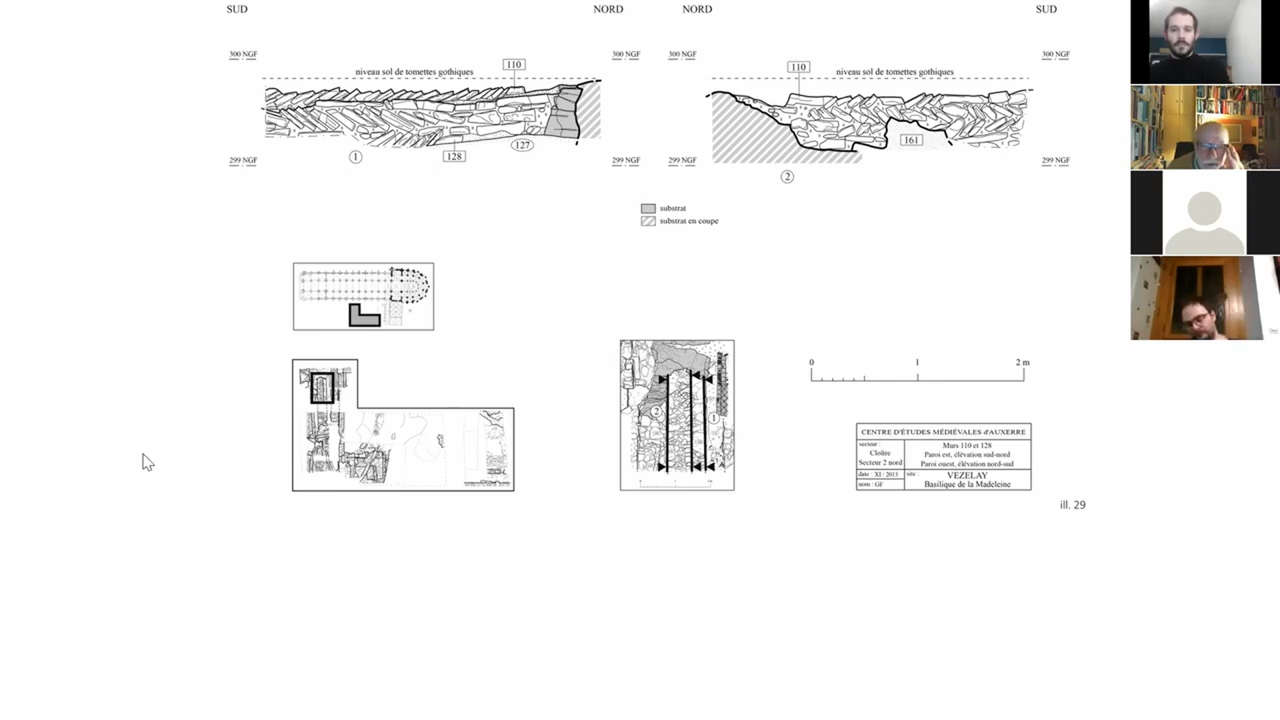 SUD
NORD
NORD
SUD
300 NGF
300 NGF
300 NGF
300 NGF
niveau sol de tomettes gothiques
110
110
niveau sol de tomettes gothiques
127
161
1
128
299 NGF
299 NGF
299 NGF
299 NGF
2
substrat
substrat en coupe
2
1
0
1
2 m
CENTRE D'ÉTUDES MÉDIÉVALES d'AUXERRE
secteur :
Cloître
Secteur 2 nord
Murs 110 et 128
Paroi est, élévation sud-nord
Paroi ouest, élévation nord-sud
date : XI / 2013
nom : GF
site :
VEZELAY
Basilique de la Madeleine
ill. 29